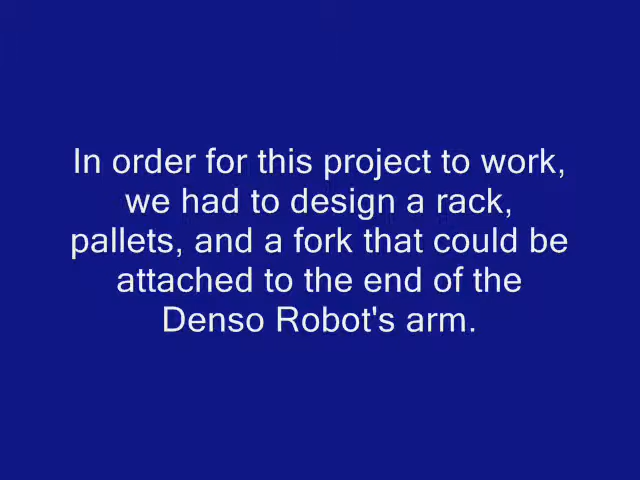 In order for this project to work,
we had to design a rack,
pallets, and a fork that could be
attached to the end of the
Denso Robot's arm.